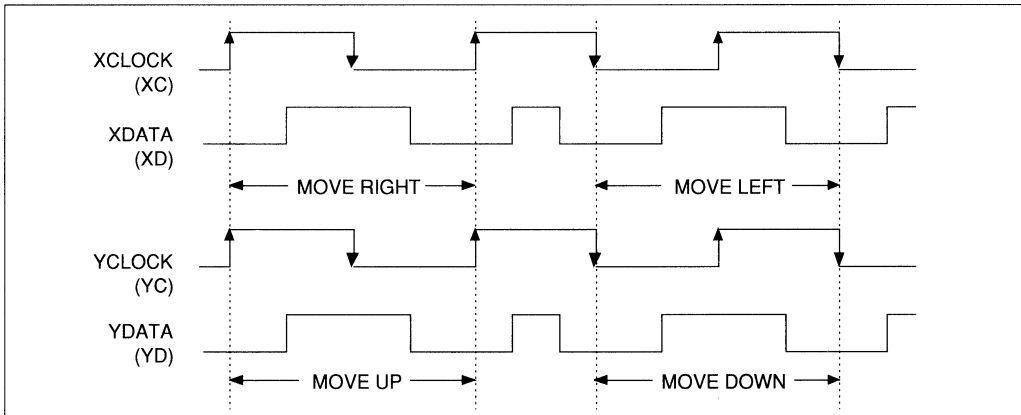 XCLOCK
(XC)
XDATA
(XD)
MOVE RIGHT
MOVE LEFT
YCLOCK
(YC)
YDATA
(YD)
MOVE UP
MOVE DOWN